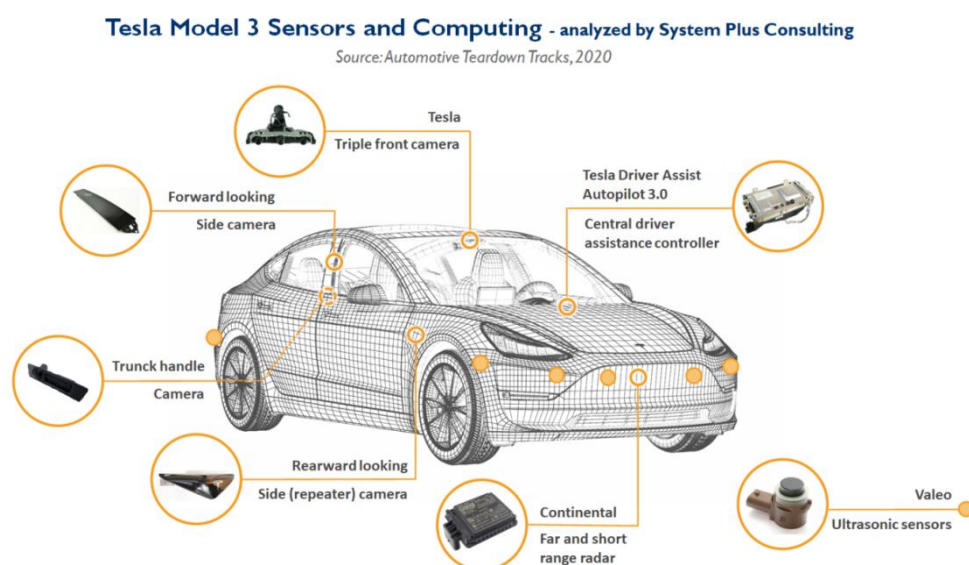 Tesla Model 3 Sensors and Computing - analyzed by System Plus Consulting
Source: Automotive Teardown Tracks, 2020
Tesla
Triple front camera
Tesla Driver Assist
Autopilot 3.0
Central driver
assistance controller
Forward looking
Side camera
Trunck handle
Camera
Rearward looking
Side (repeater) camera
Continental
Far and short
range radar
Valeo
Ultrasonic sensors